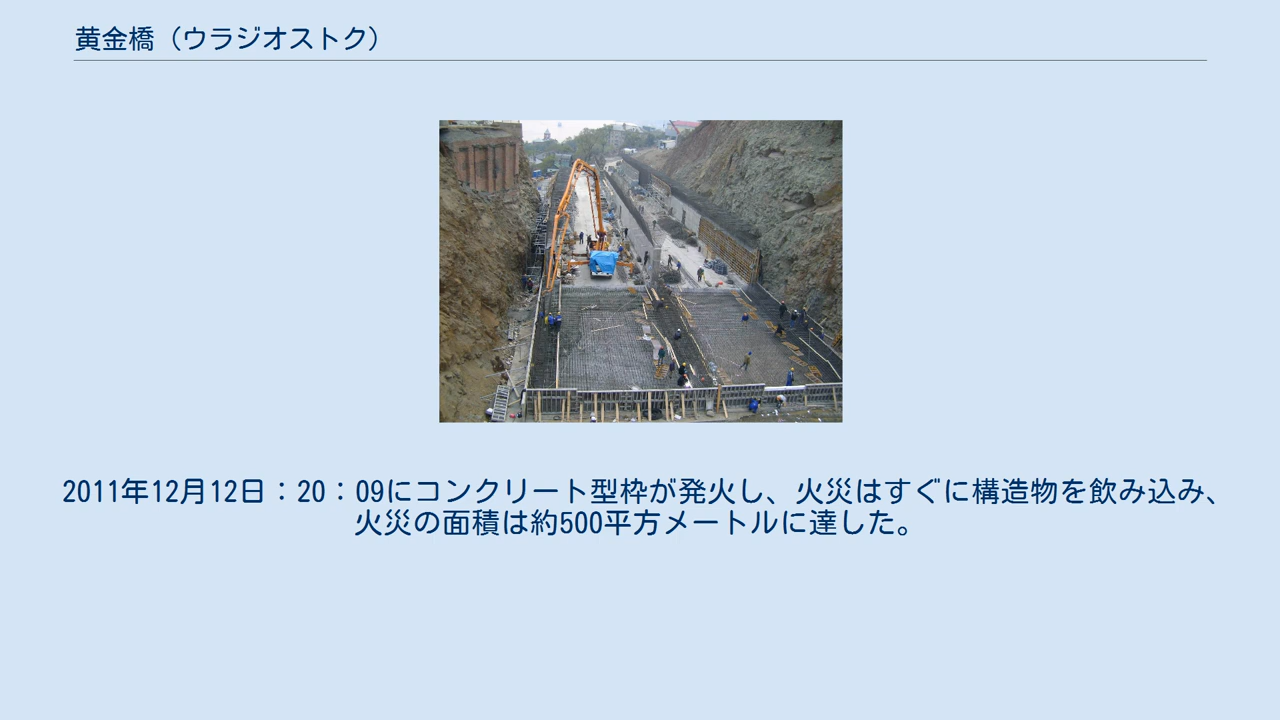 黄金橋（ウラジオストク）
2011年12月12日：20：09にコンクリート型枠が発火し、火災はすぐに構造物を飲み込み、
火災の面積は約500平方メートルに達した。